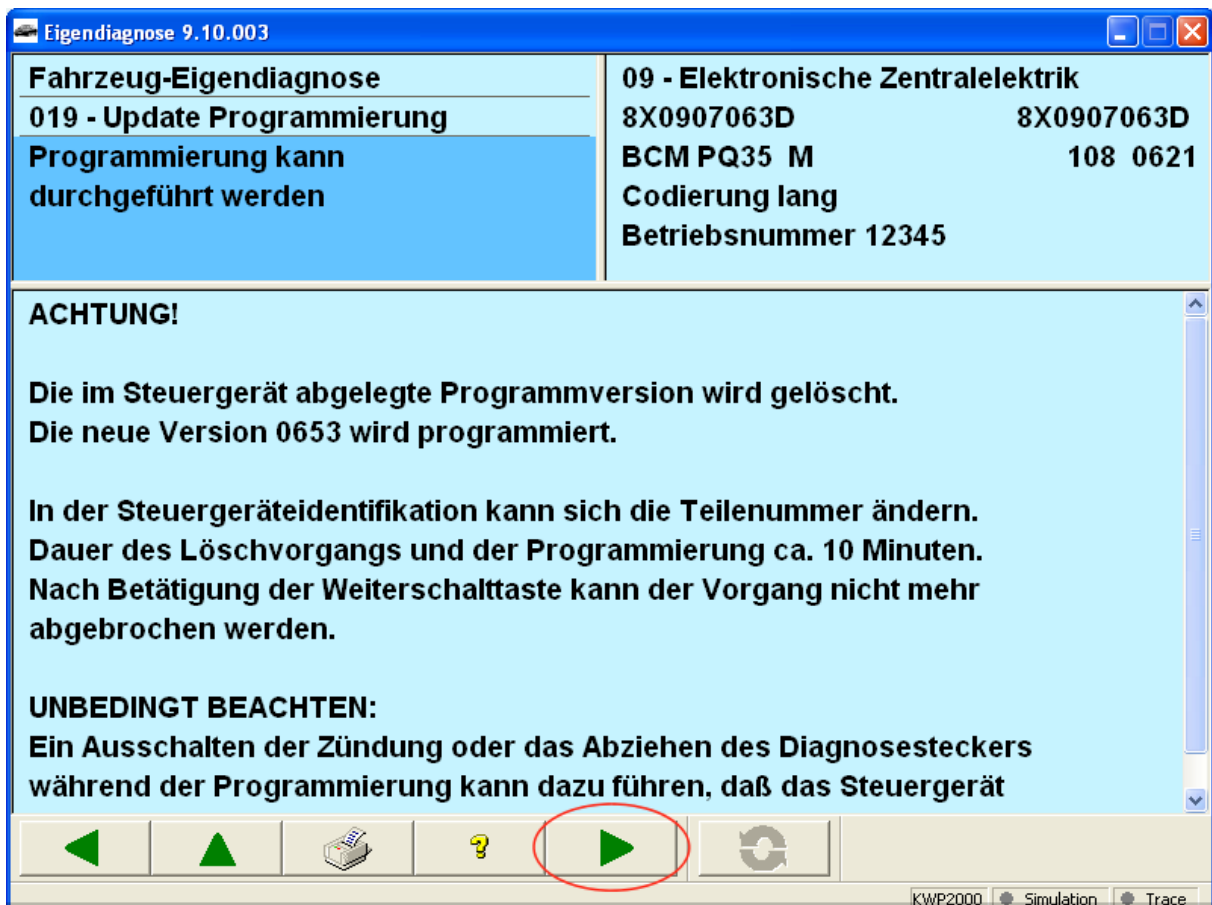 Eigendiagnose 9.10.003
Fahrzeug-Eigendiagnose
019 - Update Programmierung
Programmierung kann
durchgeführt werden
09 - Elektronische Zentralelektrik
8X0907063D 8X0907063D
BCM PQ35 M 108 0621
Codierung lang
Betriebsnummer 12345
ACHTUNG!
Die im Steuergerät abgelegte Programmversion wird gelöscht.
Die neue Version 0653 wird programmiert.
In der Steuergeräteidentifikation kann sich die Teilenummer ändern.
Dauer des Löschvorgangs und der Programmierung ca. 10 Minuten.
Nach Betätigung der Weiterschalttaste kann der Vorgang nicht mehr
abgebrochen werden.
UNBEDINGT BEACHTEN:
Ein Ausschalten der Zündung oder das Abziehen des Diagnosesteckers
während der Programmierung kann dazu führen, daß das Steuergerät
?
KWP2000 Simulation Trace